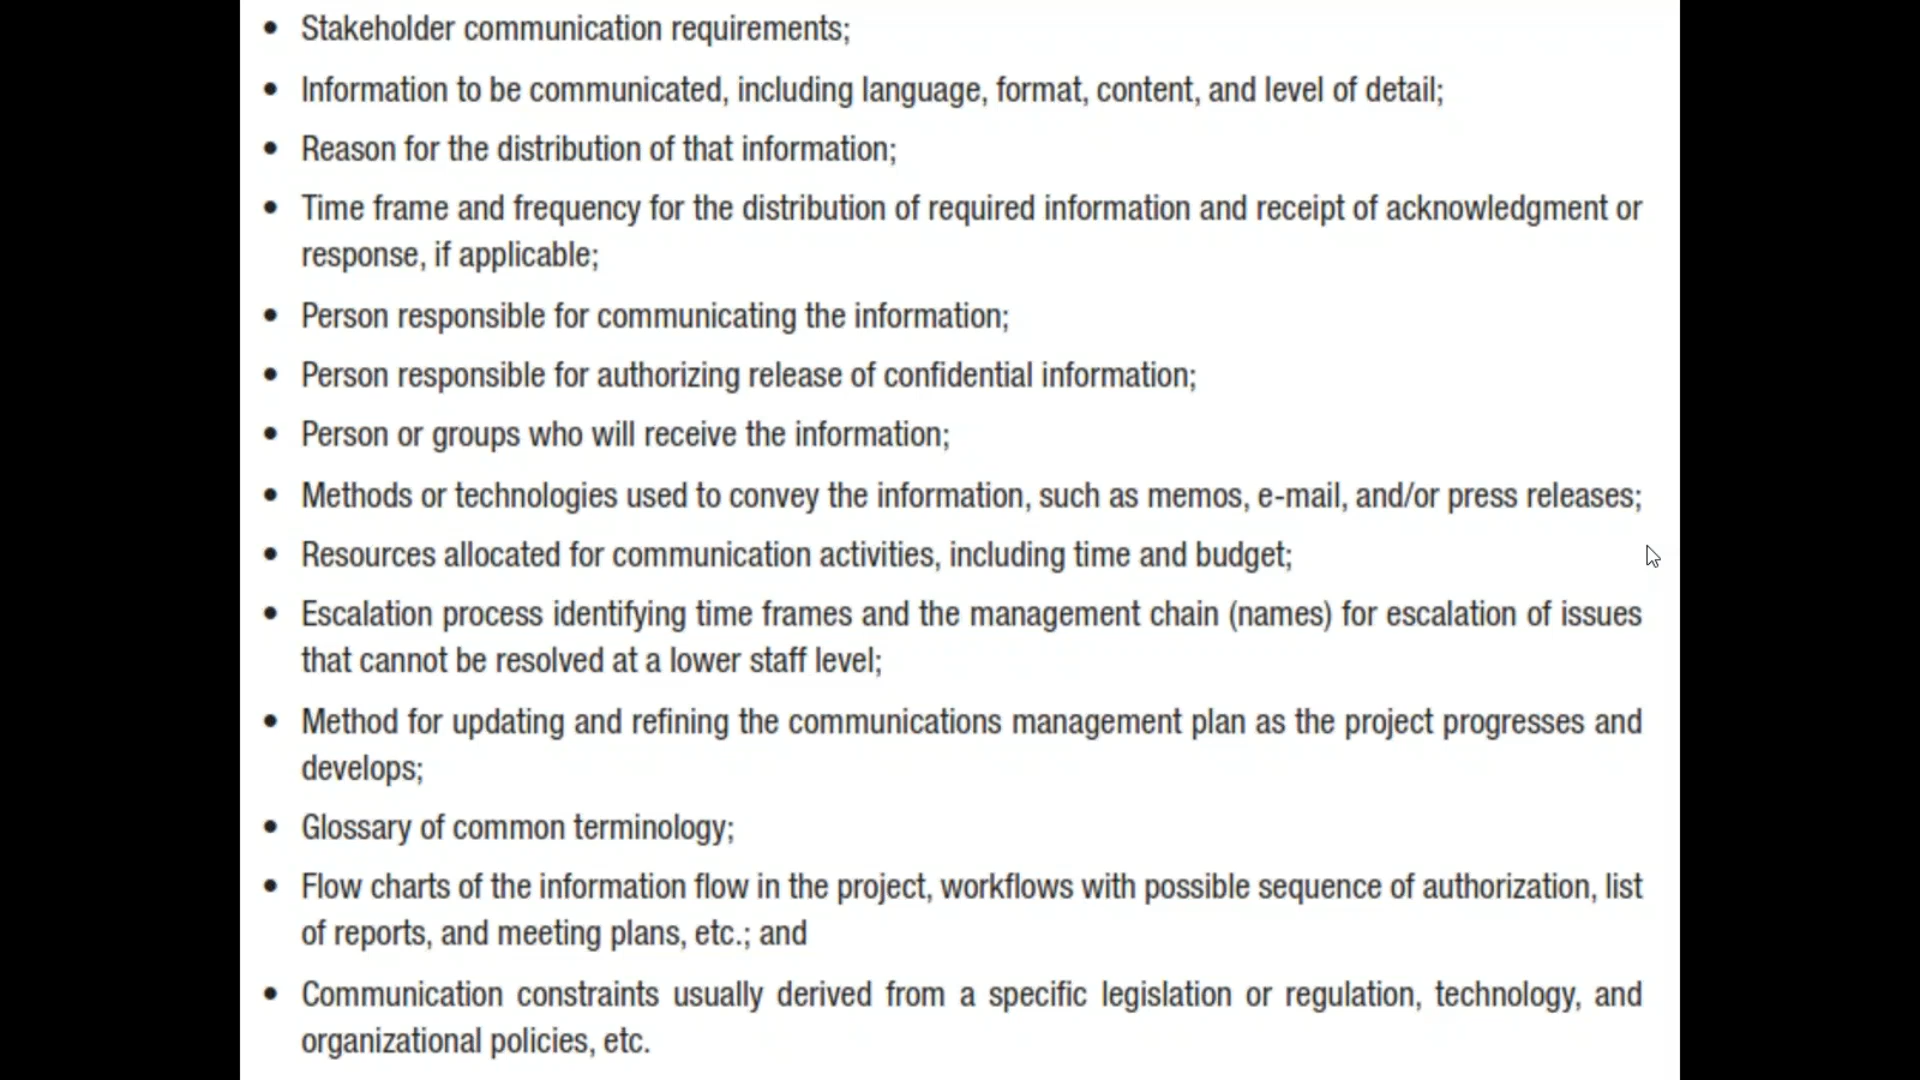 • Stakeholder communication requirements;
• Information to be communicated, including language, format, content, and level of detail;
• Reason for the distribution of that information;
• Time frame and frequency for the distribution of required information and receipt of acknowledgment or
response, if applicable;
• Person responsible for communicating the information;
• Person responsible for authorizing release of confidential information;
• Person or groups who will receive the information;
• Methods or technologies used to convey the information, such as memos, e-mail, and/or press releases;
• Resources allocated for communication activities, including time and budget;
• Escalation process identifying time frames and the management chain (names) for escalation of issues
that cannot be resolved at a lower staff level;
• Method for updating and refining the communications management plan as the project progresses and
develops;
• Glossary of common terminology;
• Flow charts of the information flow in the project, workflows with possible sequence of authorization, list
of reports, and meeting plans, etc.; and
• Communication constraints usually derived from a specific legislation or regulation, technology, and
organizational policies, etc.